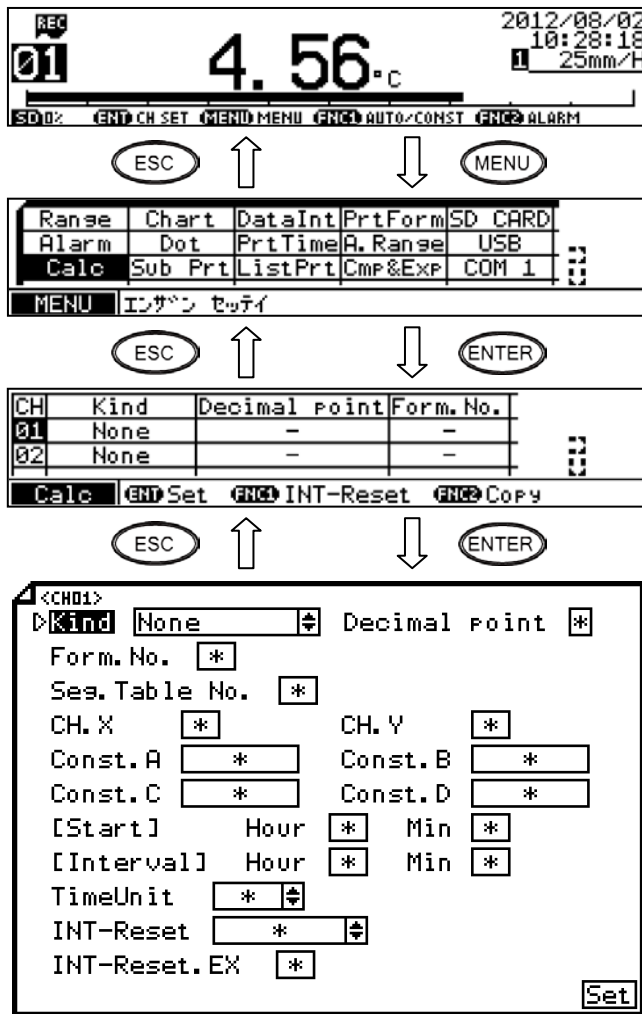 REC 2012/08/02
01 4.56°C 10:28:18
1 25mm/H
SD 0% ENT CH SET MENU MENU FNC1 AUTO/CONST FNC2 ALARM
ESC MENU
Range Chart DataInt PrtForm SD CARD
Alarm Dot PrtTime A.Range USB
Calc Sub Prt ListPrt Cmp&Exp COM 1
MENU エンザン セッテイ
ESC ENTER
CH Kind Decimal point Form.No.
01 None – –
02 None – –
Calc ENT Set FNC1 INT-Reset FNC2 Copy
ESC ENTER
<CH01>
Kind None Decimal point *
Form.No. *
Seg.Table No. *
CH.X * CH.Y *
Const.A * Const.B *
Const.C * Const.D *
[Start] Hour * Min *
[Interval] Hour * Min *
TimeUnit *
INT-Reset *
INT-Reset.EX *
Set